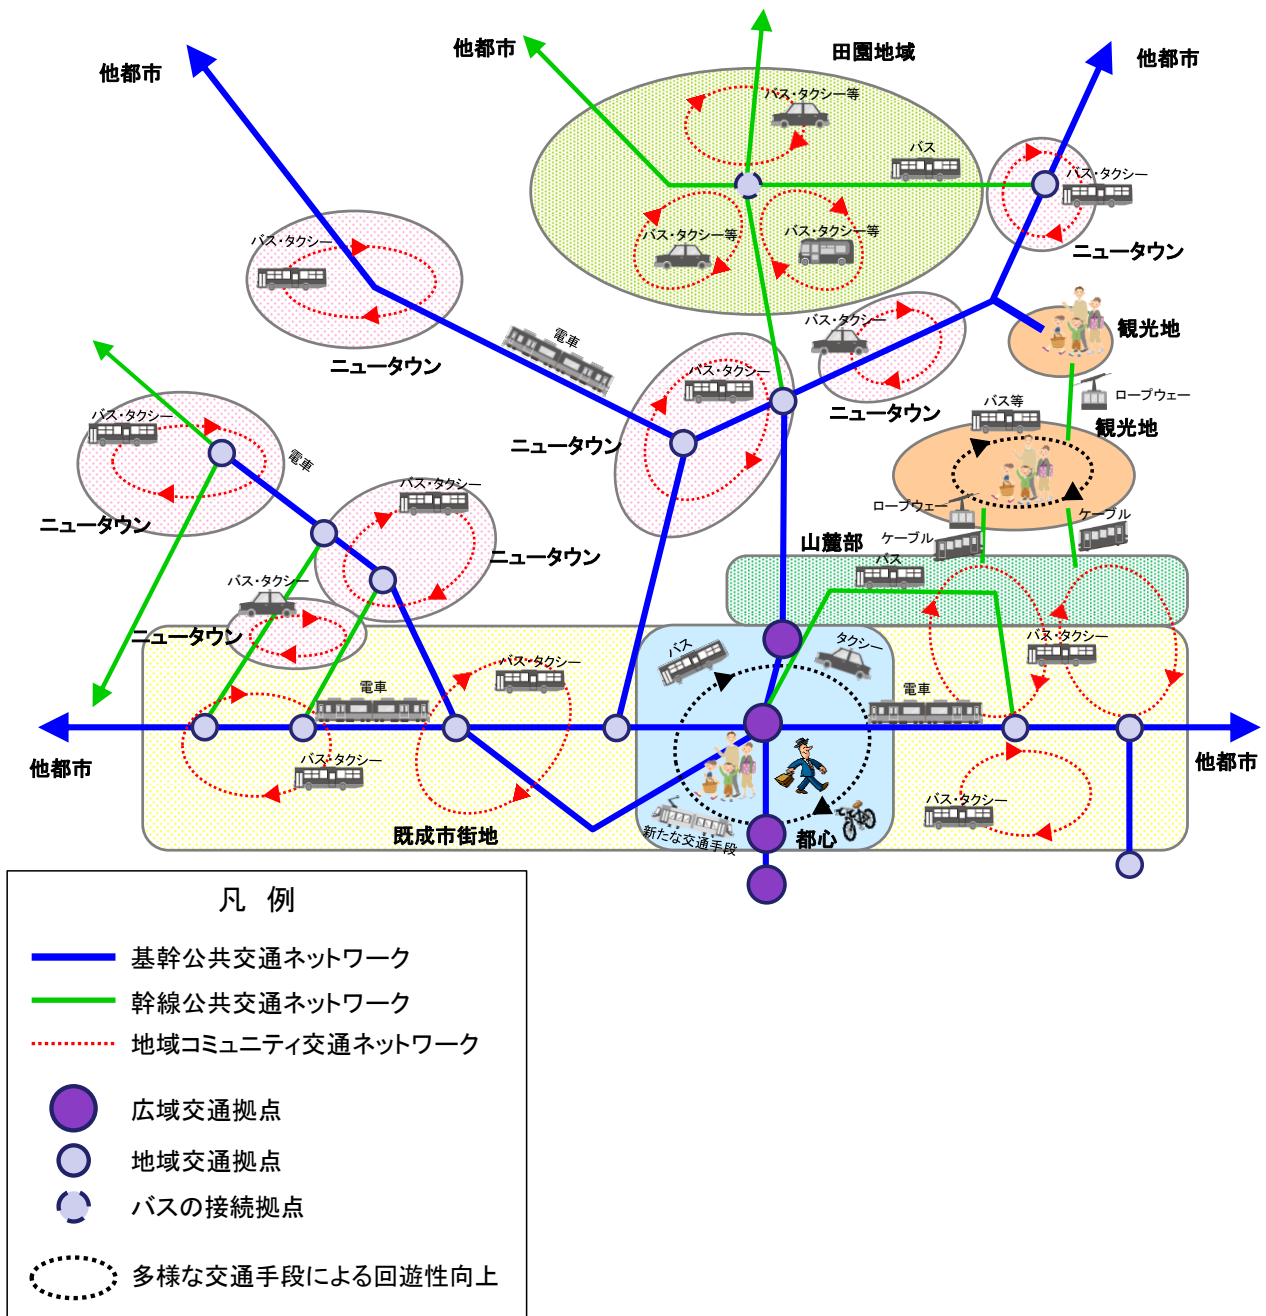 他都市
田園地域
他都市
他都市
バス・タクシー等
バス
バス・タクシー
バス・タクシー等
バス・タクシー等
バス・タクシー
ニュータウン
電車
バス・タクシー
観光地
ニュータウン
バス・タクシー
ロープウェー
バス・タクシー
ニュータウン
バス等
観光地
ニュータウン
電車
バス・タクシー
ロープウェー
ケーブル
ニュータウン
ケーブル
山麓部
バス
ニュータウン
バス・タクシー
ニュータウン
バス
タクシー
バス・タクシー
バス・タクシー
電車
電車
他都市
他都市
バス・タクシー
バス・タクシー
新たな交通手段
既成市街地
都心
凡 例
基幹公共交通ネットワーク
幹線公共交通ネットワーク
地域コミュニティ交通ネットワーク
広域交通拠点
地域交通拠点
バスの接続拠点
多様な交通手段による回遊性向上